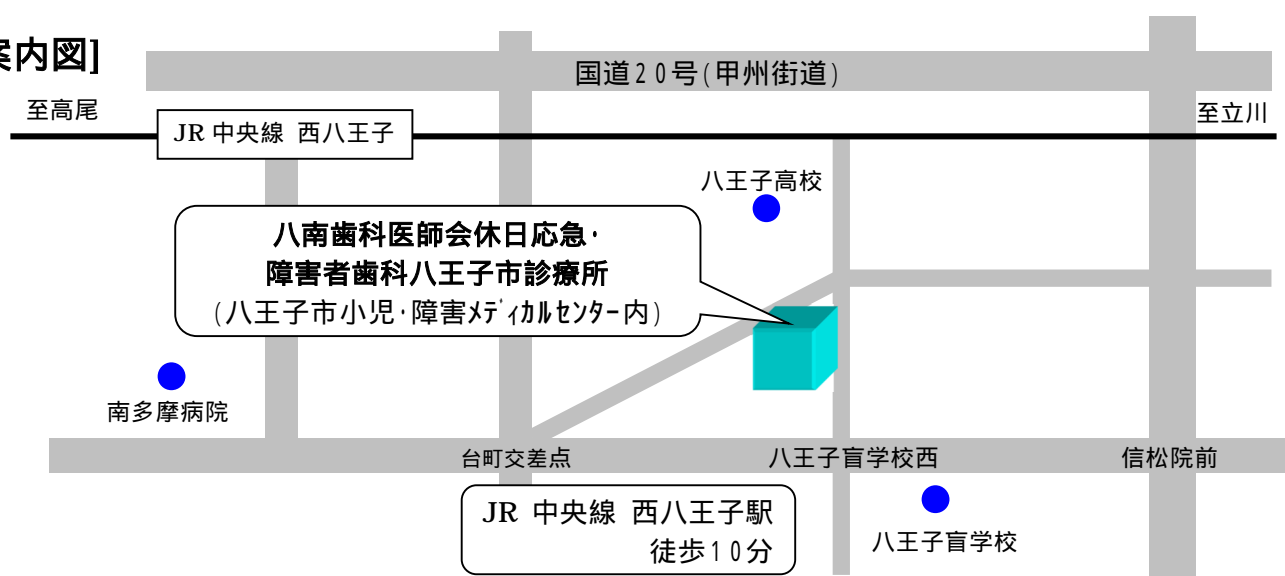 案内図]
国道20号(甲州街道)
至高尾
至立川
JR 中央線 西八王子
八王子高校
八南歯科医師会休日応急･
障害者歯科八王子市診療所
(八王子市小児･障害ﾒﾃﾞｨｶﾙｾﾝﾀｰ内)
南多摩病院
台町交差点
八王子盲学校西
信松院前
JR 中央線 西八王子駅
徒歩10分
八王子盲学校